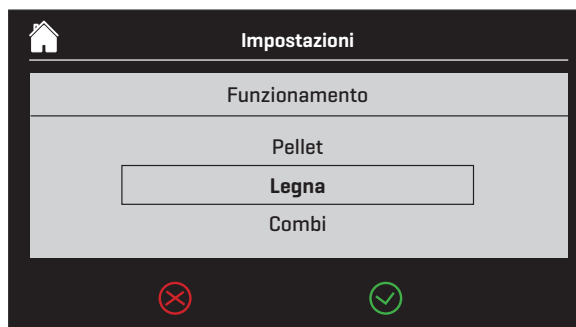 Impostazioni
Funzionamento
Pellet
Legna
Combi